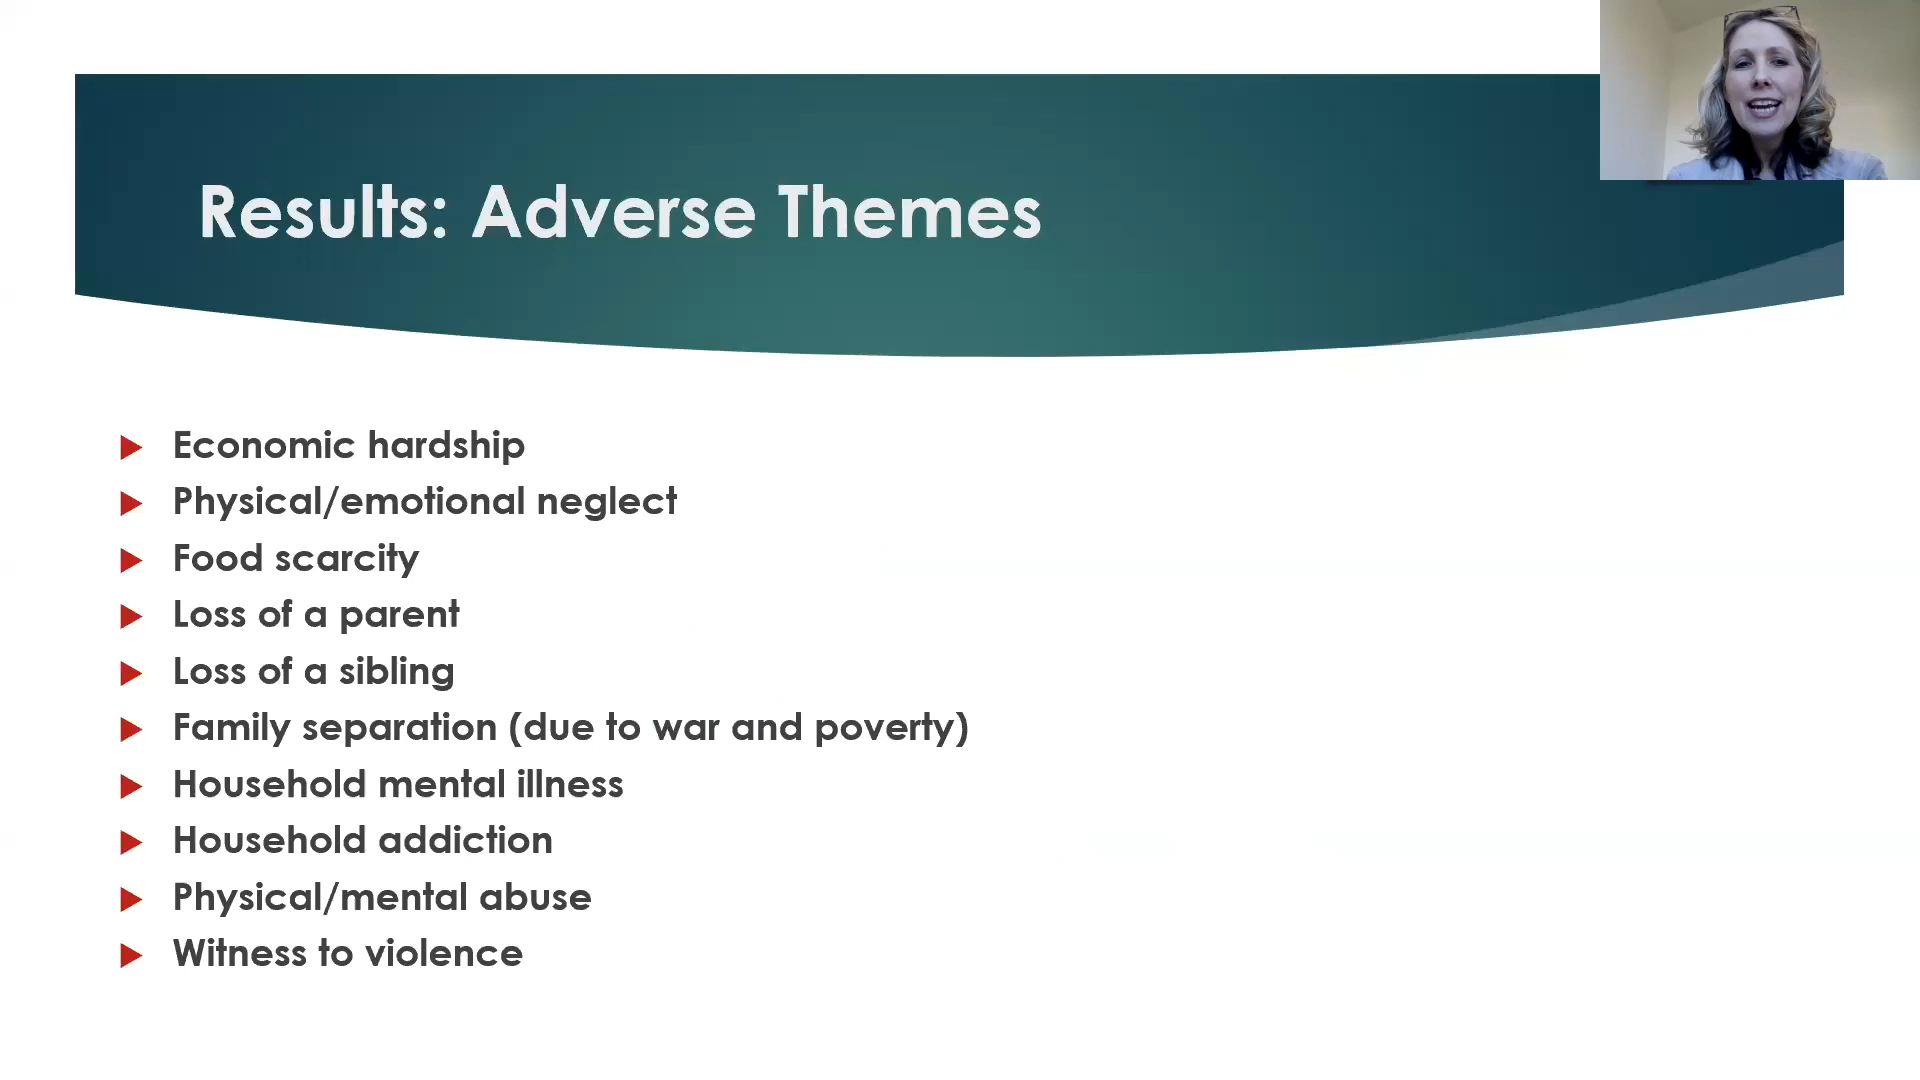 Results: Adverse Themes
Economic hardship
Physical/emotional neglect
Food scarcity
Loss of a parent
Loss of a sibling
Family separation (due to war and poverty)
Household mental illness
Household addiction
Physical/mental abuse
Witness to violence